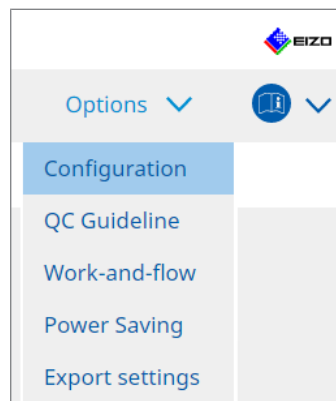 EIZO
Options
Configuration
QC Guideline
Work-and-flow
Power Saving
Export settings